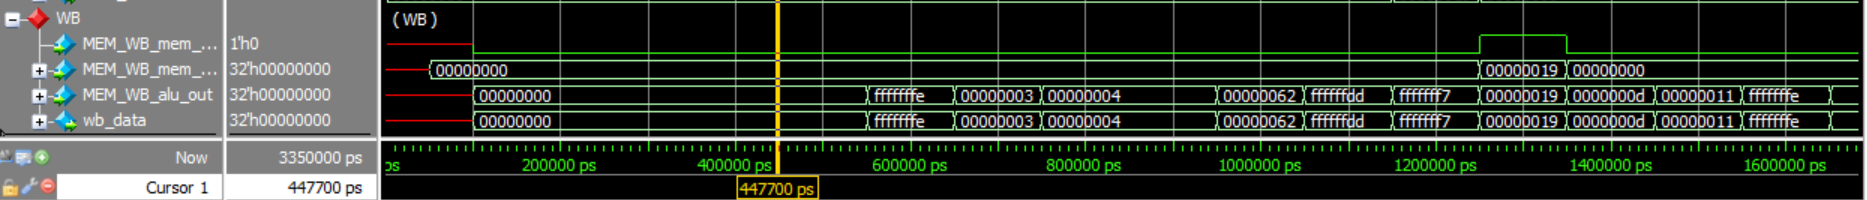 WB (WB)
MEM_WB_mem_... 1'h0
MEM_WB_mem_... 32'h00000000 00000000 00000019 00000000
MEM_WB_alu_out 32'h00000000 00000000 fffffffe 00000003 00000004 00000062 ffffffdd fffffff7 00000019 0000000d 00000011 fffffffe
wb_data 32'h00000000 00000000 fffffffe 00000003 00000004 00000062 ffffffdd fffffff7 00000019 0000000d 00000011 fffffffe
Now 3350000 ps ps 200000 ps 400000 ps 600000 ps 800000 ps 1000000 ps 1200000 ps 1400000 ps 1600000 ps
Cursor 1 447700 ps 447700 ps